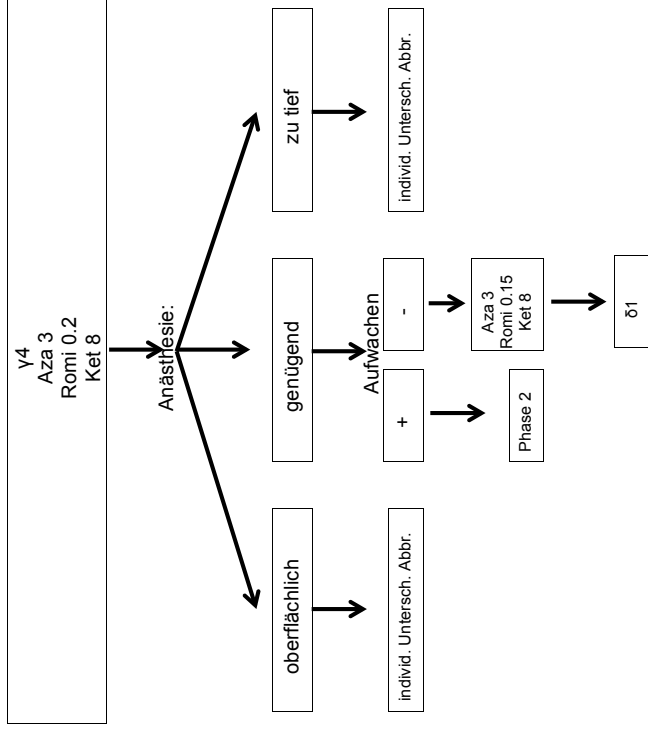 γ4
Aza 3
Romi 0.2
Ket 8
Anästhesie:
oberflächlich
genügend
zu tief
individ. Untersch. Abbr.
Aufwachen
individ. Untersch. Abbr.
+
-
Phase 2
Aza 3
Romi 0.15
Ket 8
δ1